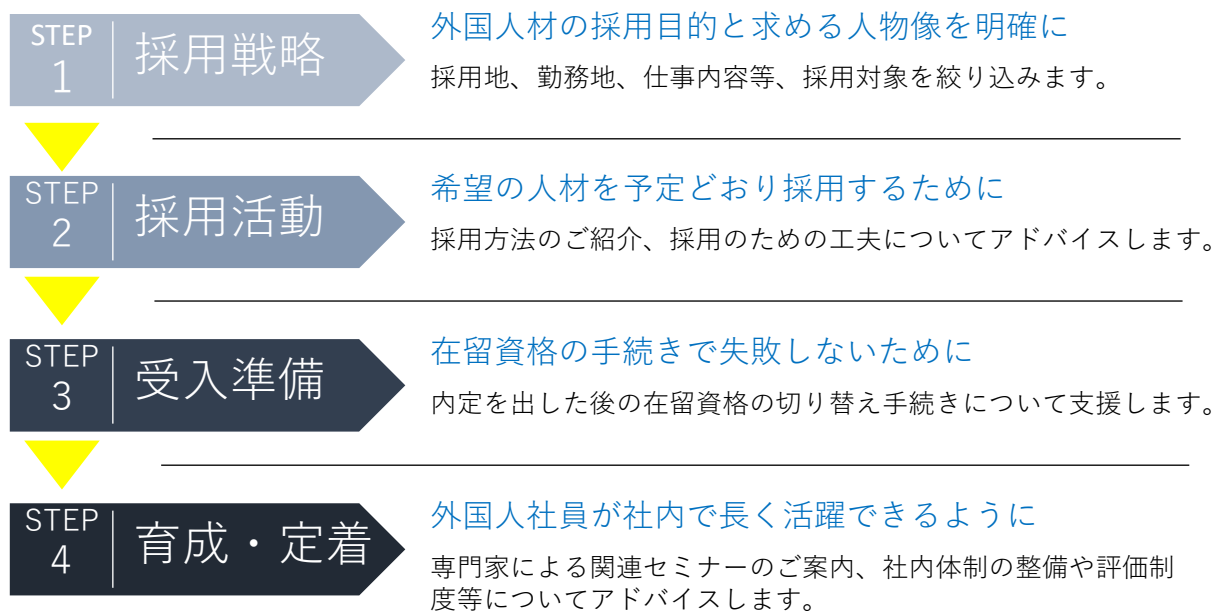 STEP
1
採用戦略
外国人材の採用目的と求める人物像を明確に
採用地、勤務地、仕事内容等、採用対象を絞り込みます。
STEP
2
採用活動
希望の人材を予定どおり採用するために
採用方法のご紹介、採用のための工夫についてアドバイスします。
STEP
3
受入準備
在留資格の手続きで失敗しないために
内定を出した後の在留資格の切り替え手続きについて支援します。
STEP
4
育成・定着
外国人社員が社内で長く活躍できるように
専門家による関連セミナーのご案内、社内体制の整備や評価制
度等についてアドバイスします。